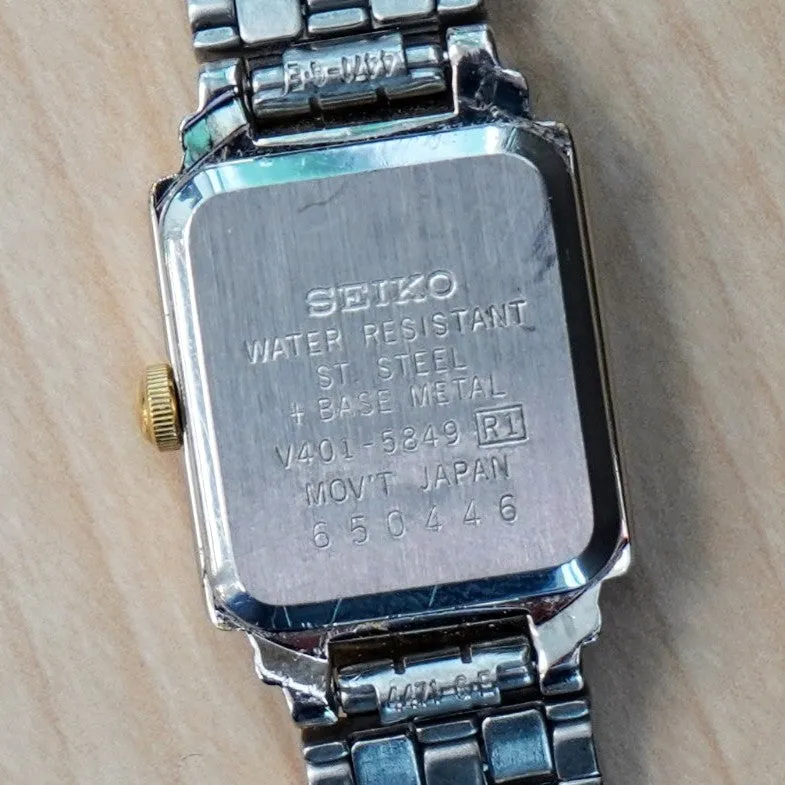 SEIKO
WATER RESISTANT
ST. STEEL
+ BASE METAL
V401-5849 R1
MOV'T JAPAN
650446